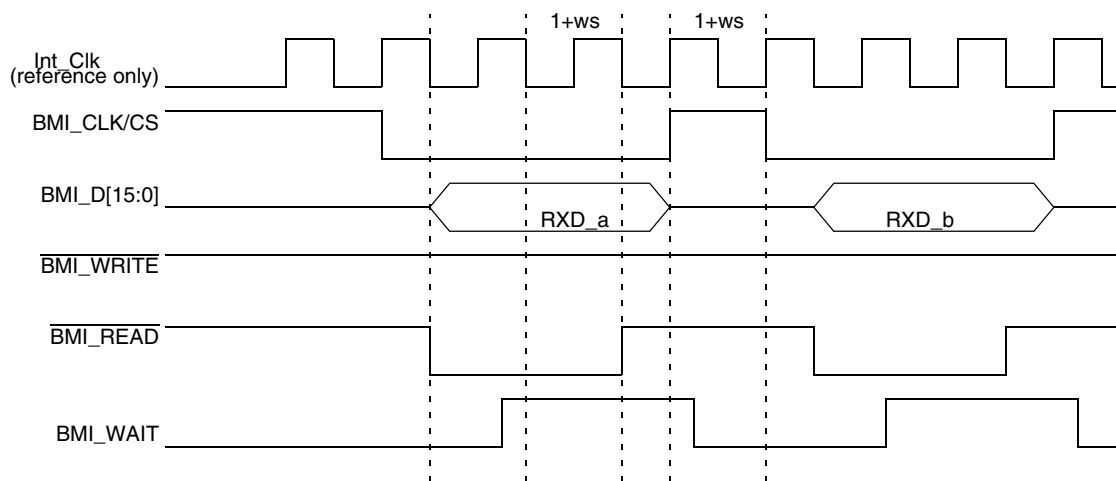 1+ws 1+ws
Int_Clk
(reference only)
BMI_CLK/CS
BMI_D[15:0]
RXD_a RXD_b
BMI_WRITE
BMI_READ
BMI_WAIT